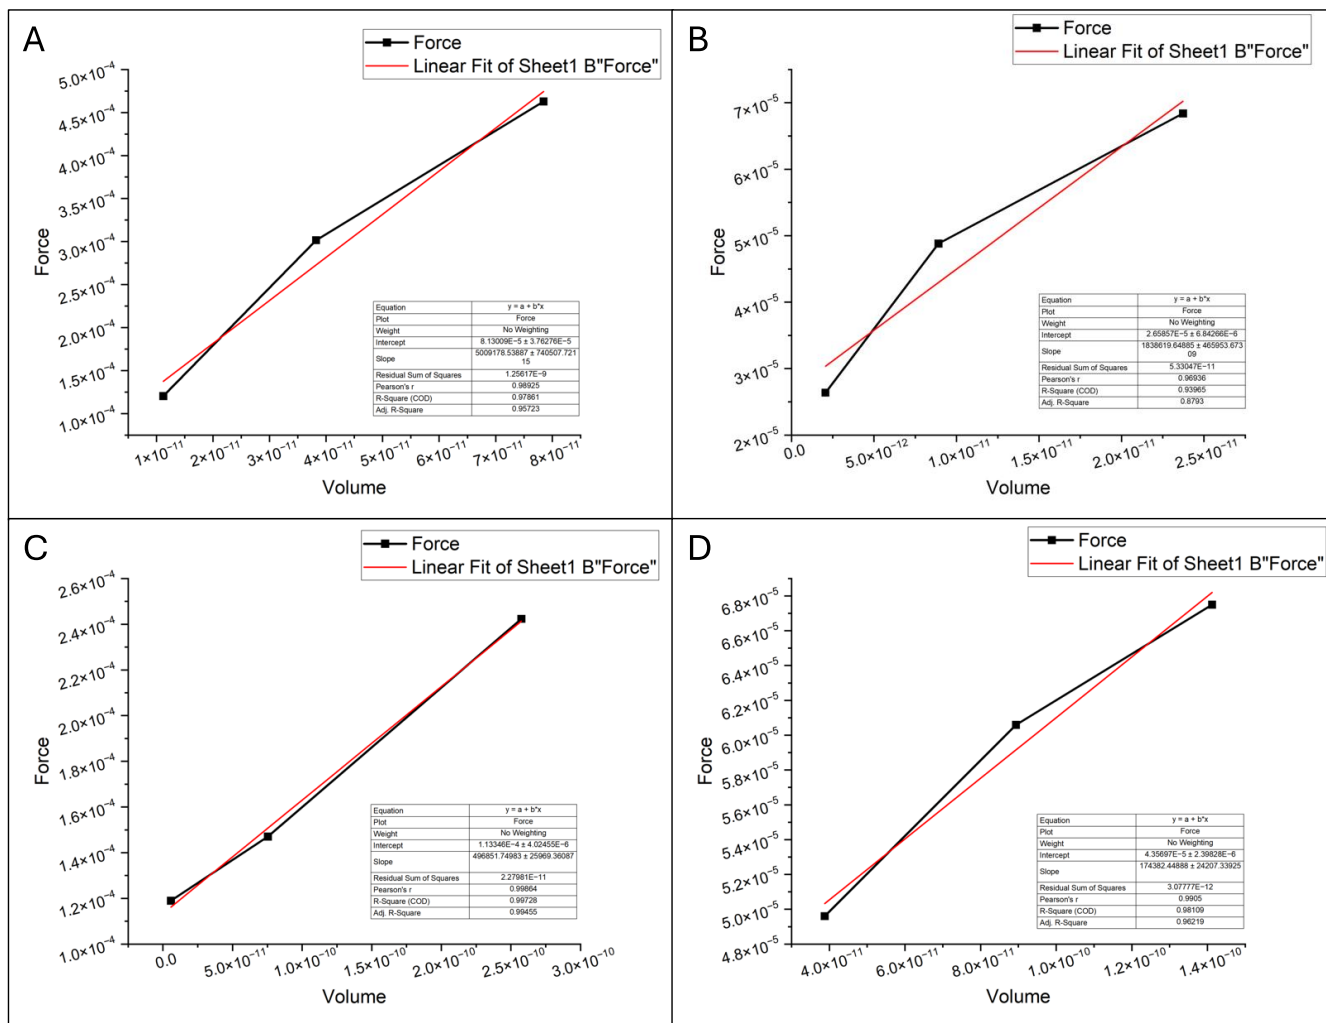 A
Force
Linear Fit of Sheet1 B"Force"
5.0×10⁻⁴
4.5×10⁻⁴
4.0×10⁻⁴
3.5×10⁻⁴
3.0×10⁻⁴
2.5×10⁻⁴
2.0×10⁻⁴
1.5×10⁻⁴
1.0×10⁻⁴
Force
Equation y = a + b*x
Plot Force
Weight No Weighting
Intercept 8.13009E−5 ± 3.76276E−5
Slope 5009178.53887 ± 740507.721
15
Residual Sum of Squares 1.25617E−9
Pearson's r 0.98925
R-Square (COD) 0.97861
Adj. R-Square 0.95723
1×10⁻¹¹ 2×10⁻¹¹ 3×10⁻¹¹ 4×10⁻¹¹ 5×10⁻¹¹ 6×10⁻¹¹ 7×10⁻¹¹ 8×10⁻¹¹
Volume
B
Force
Linear Fit of Sheet1 B"Force"
7×10⁻⁵
6×10⁻⁵
5×10⁻⁵
4×10⁻⁵
3×10⁻⁵
2×10⁻⁵
Force
Equation y = a + b*x
Plot Force
Weight No Weighting
Intercept 2.65857E−5 ± 6.84266E−6
Slope 1838619.64885 ± 465953.673
09
Residual Sum of Squares 5.33047E−11
Pearson's r 0.96936
R-Square (COD) 0.93965
Adj. R-Square 0.8793
0.0 5.0×10⁻¹² 1.0×10⁻¹¹ 1.5×10⁻¹¹ 2.0×10⁻¹¹ 2.5×10⁻¹¹
Volume
C
Force
Linear Fit of Sheet1 B"Force"
2.6×10⁻⁴
2.4×10⁻⁴
2.2×10⁻⁴
2.0×10⁻⁴
1.8×10⁻⁴
1.6×10⁻⁴
1.4×10⁻⁴
1.2×10⁻⁴
1.0×10⁻⁴
Force
Equation y = a + b*x
Plot Force
Weight No Weighting
Intercept 1.13346E−4 ± 4.02455E−6
Slope 496851.74983 ± 25969.36087
Residual Sum of Squares 2.27981E−11
Pearson's r 0.99864
R-Square (COD) 0.99728
Adj. R-Square 0.99455
0.0 5.0×10⁻¹¹ 1.0×10⁻¹⁰ 1.5×10⁻¹⁰ 2.0×10⁻¹⁰ 2.5×10⁻¹⁰ 3.0×10⁻¹⁰
Volume
D
Force
Linear Fit of Sheet1 B"Force"
6.8×10⁻⁵
6.6×10⁻⁵
6.4×10⁻⁵
6.2×10⁻⁵
6.0×10⁻⁵
5.8×10⁻⁵
5.6×10⁻⁵
5.4×10⁻⁵
5.2×10⁻⁵
5.0×10⁻⁵
4.8×10⁻⁵
Force
Equation y = a + b*x
Plot Force
Weight No Weighting
Intercept 4.35697E−5 ± 2.39828E−6
Slope 174382.44888 ± 24207.33925
Residual Sum of Squares 3.07777E−12
Pearson's r 0.9905
R-Square (COD) 0.98109
Adj. R-Square 0.96219
4.0×10⁻¹¹ 6.0×10⁻¹¹ 8.0×10⁻¹¹ 1.0×10⁻¹⁰ 1.2×10⁻¹⁰ 1.4×10⁻¹⁰
Volume